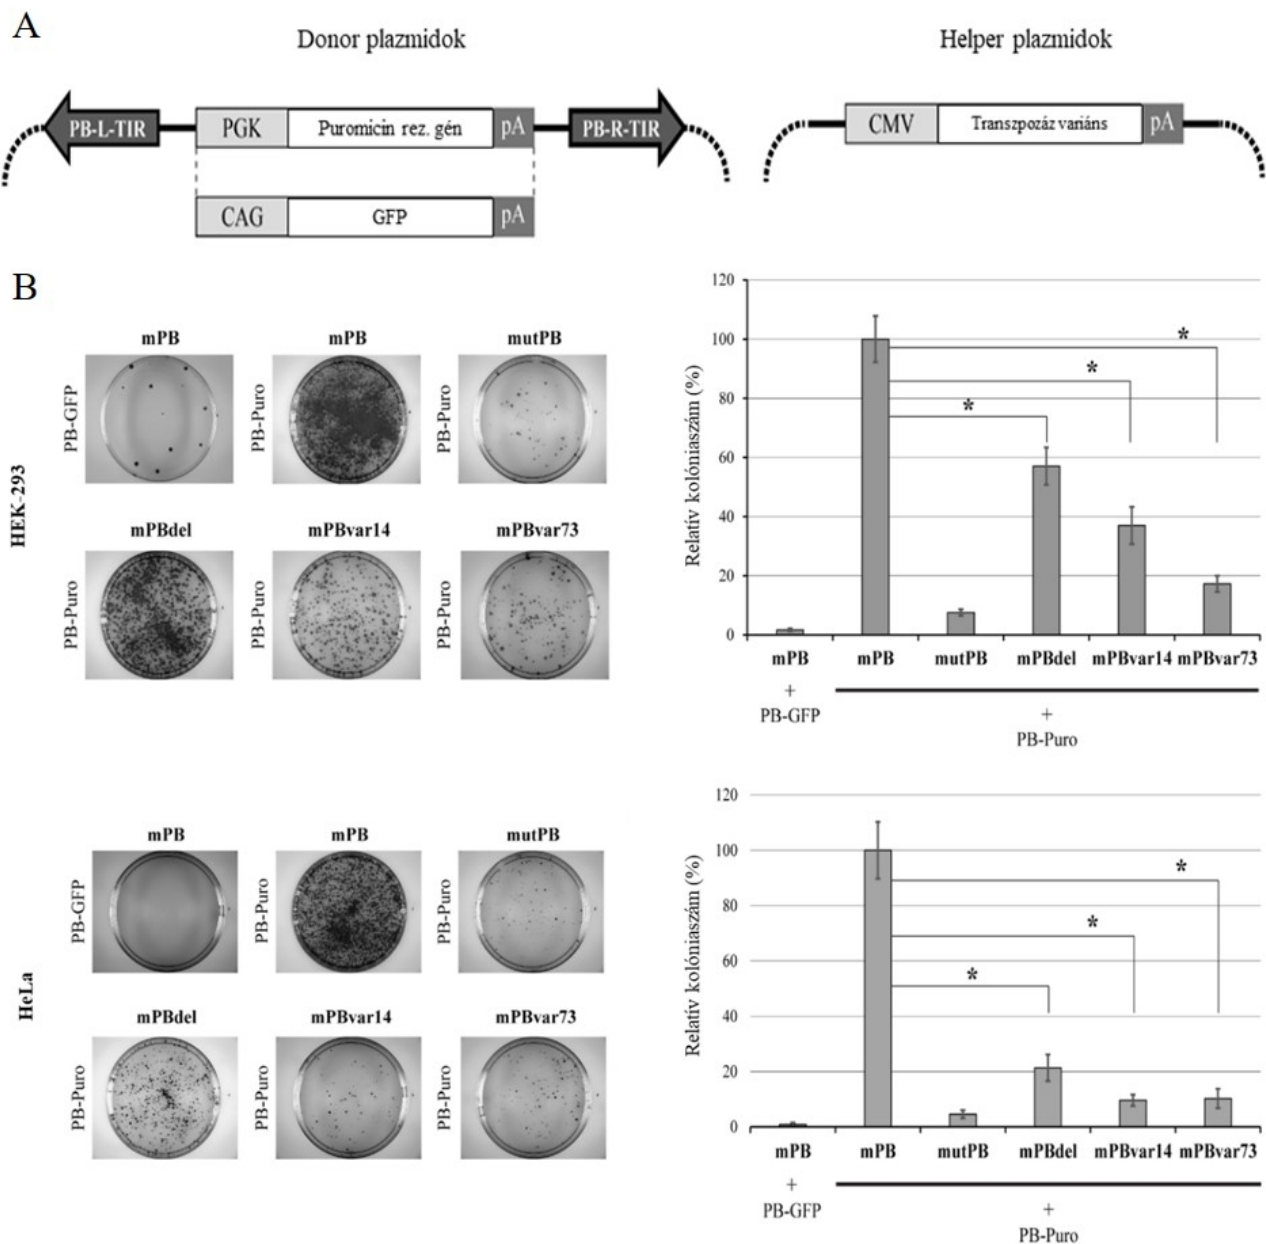 A
Donor plazmidok
Helper plazmidok
PB-L-TIR
PGK
Puromicin rez. gén
pA
PB-R-TIR
CMV
Transzpozáz variáns
pA
CAG
GFP
pA
B
HEK-293
mPB
mPB
mutPB
PB-GFP
PB-Puro
PB-Puro
mPBdel
mPBvar14
mPBvar73
PB-Puro
PB-Puro
PB-Puro
Relatív kolóniaszám (%)
120
100
80
60
40
20
0
*
*
*
mPB
mPB
mutPB
mPBdel
mPBvar14
mPBvar73
+
PB-GFP
+
PB-Puro
HeLa
mPB
mPB
mutPB
PB-GFP
PB-Puro
PB-Puro
mPBdel
mPBvar14
mPBvar73
PB-Puro
PB-Puro
PB-Puro
Relatív kolóniaszám (%)
120
100
80
60
40
20
0
*
*
*
mPB
mPB
mutPB
mPBdel
mPBvar14
mPBvar73
+
PB-GFP
+
PB-Puro